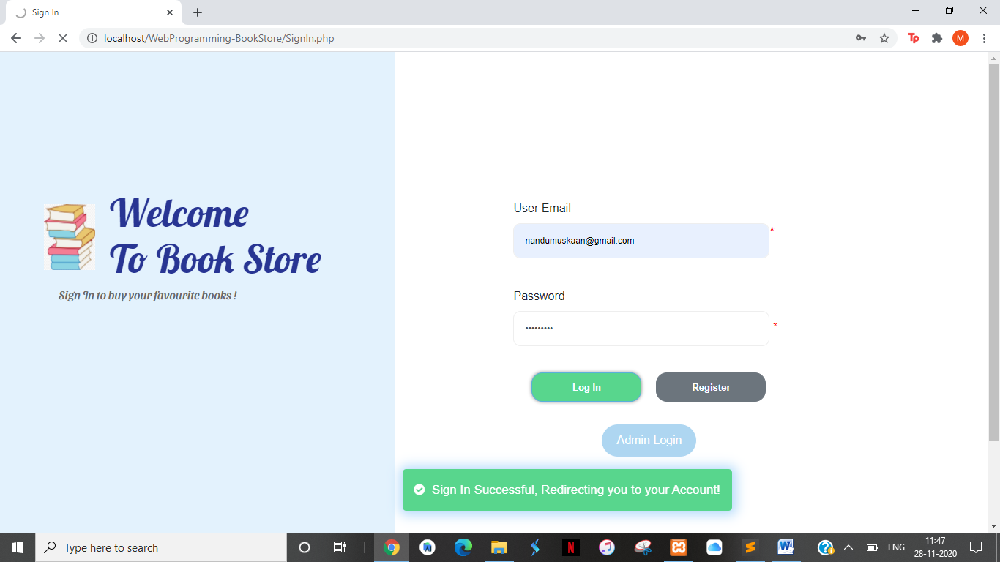 Sign In
localhost/WebProgramming-BookStore/SignIn.php
Tp
M
Welcome
To Book Store
Sign In to buy your favourite books !
User Email
nandumuskaan@gmail.com
*
Password
•••••••••
*
Log In
Register
Admin Login
Sign In Successful, Redirecting you to your Account!
Type here to search
N
W
?
ENG
11:47
28-11-2020